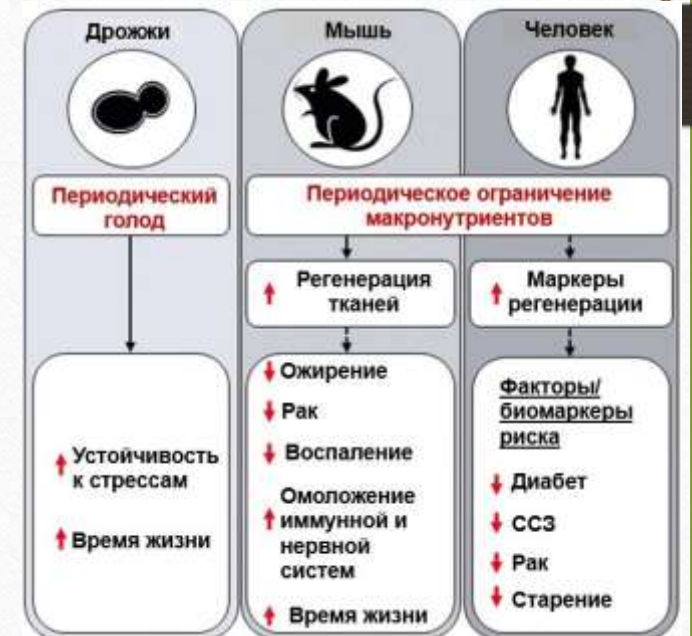 Дрожки
Мышь
Человек
Периодический
голод
Периодическое ограничение
макронутриентов
Регенерация
тканей
Маркеры
регенерации
Устойчивость
к стрессам
Время жизни
Ожирение
Рак
Воспаление
Омоложение
иммунной и
нервной
систем
Время жизни
Факторы/
биомаркеры
риска
Диабет
ССЗ
Рак
Старение